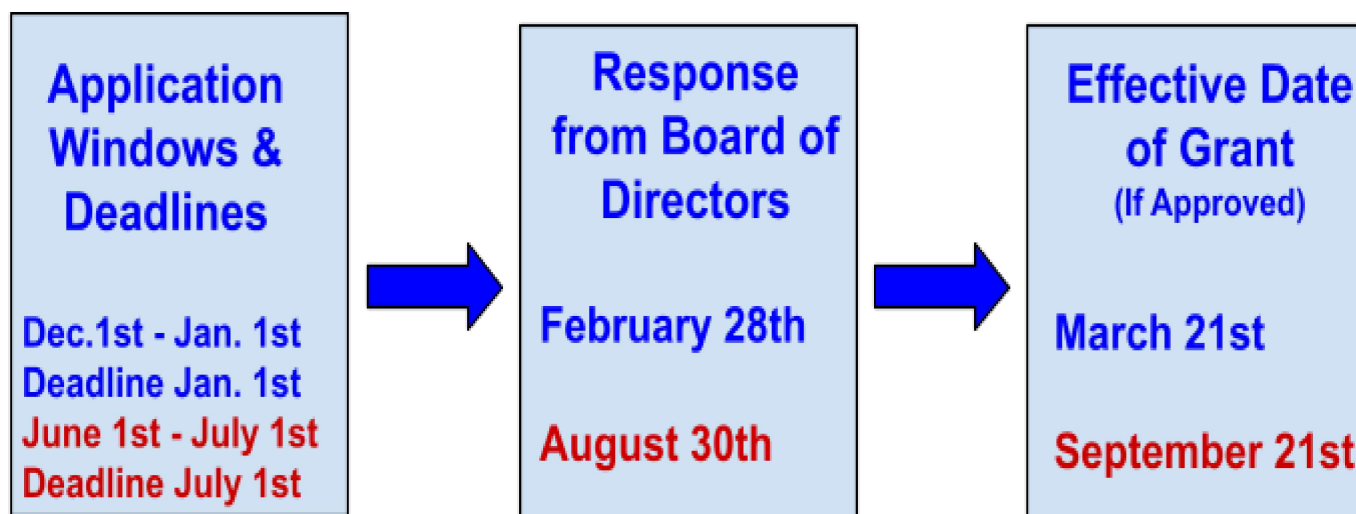 Application
Windows &
Deadlines
Dec.1st - Jan. 1st
Deadline Jan. 1st
June 1st - July 1st
Deadline July 1st
Response
from Board of
Directors
February 28th
August 30th
Effective Date
of Grant
(If Approved)
March 21st
September 21st